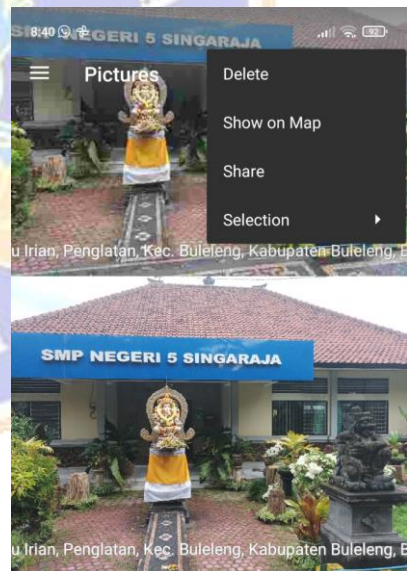 8:40
92
NEGERI 5 SINGARAJA
Pictures
Delete
Show on Map
Share
Selection
u Irian, Penglatan, Kec. Buleleng, Kabupaten Buleleng, B
SMP NEGERI 5 SINGARAJA
u Irian, Penglatan, Kec. Buleleng, Kabupaten Buleleng, B